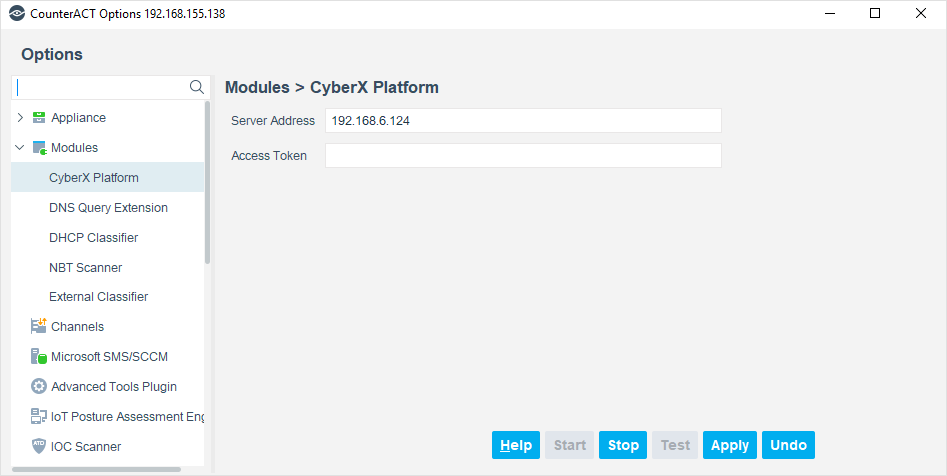 CounterACT Options 192.168.155.138
Options
Appliance
Modules
CyberX Platform
DNS Query Extension
DHCP Classifier
NBT Scanner
External Classifier
Channels
Microsoft SMS/SCCM
Advanced Tools Plugin
IoT Posture Assessment Eng
ATD IOC Scanner
Modules > CyberX Platform
Server Address 192.168.6.124
Access Token
Help Start Stop Test Apply Undo